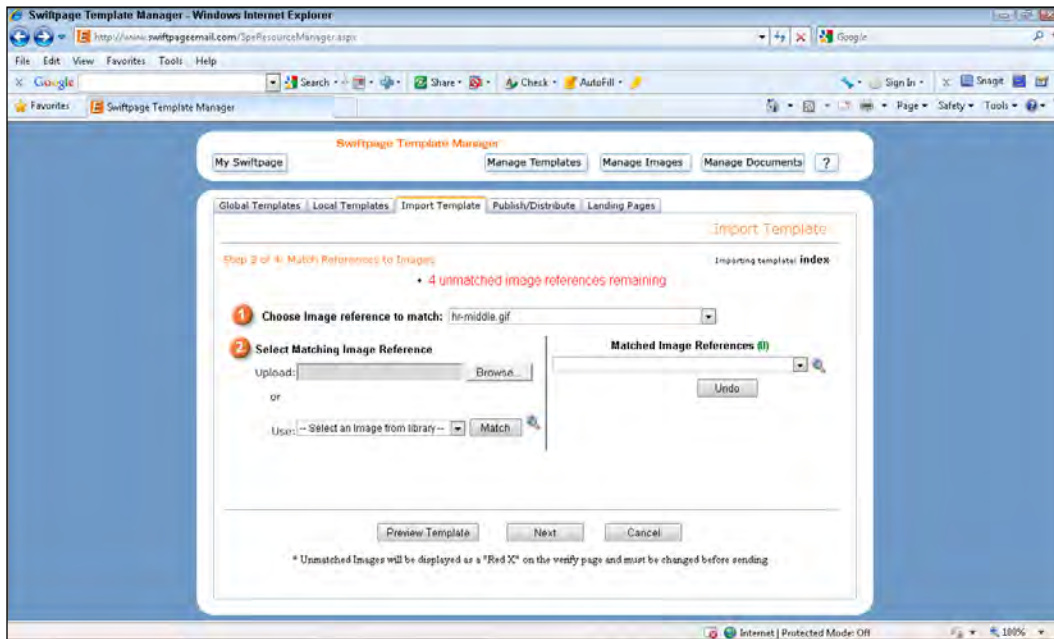 Swiftpage Template Manager - Windows Internet Explorer
http://www.swiftpageemail.com/SpeResourceManager.aspx
Google
File Edit View Favorites Tools Help
Google Search Share Check AutoFill Sign In Snagit
Favorites Swiftpage Template Manager Page Safety Tools
Swiftpage Template Manager
My Swiftpage Manage Templates Manage Images Manage Documents ?
Global Templates Local Templates Import Template Publish/Distribute Landing Pages
Import Template
Step 3 of 4: Match References to Images Importing template: index
• 4 unmatched image references remaining
1 Choose Image reference to match: hr-middle.gif
2 Select Matching Image Reference
Matched Image References (0)
Upload: Browse...
Undo
or
Use: -- Select an Image from library -- Match
Preview Template Next Cancel
* Unmatched Images will be displayed as a "Red X" on the verify page and must be changed before sending
Internet | Protected Mode: Off 100%